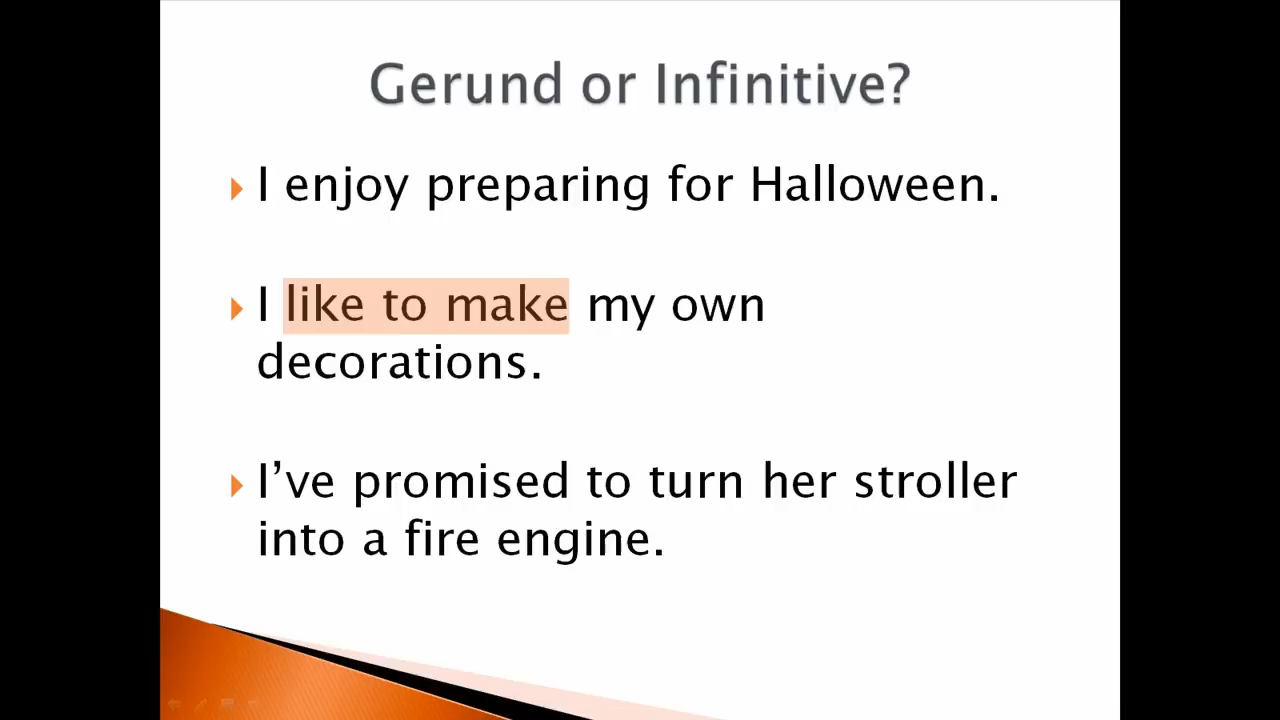 Gerund or Infinitive?
I enjoy preparing for Halloween.
I like to make my own
decorations.
I’ve promised to turn her stroller
into a fire engine.